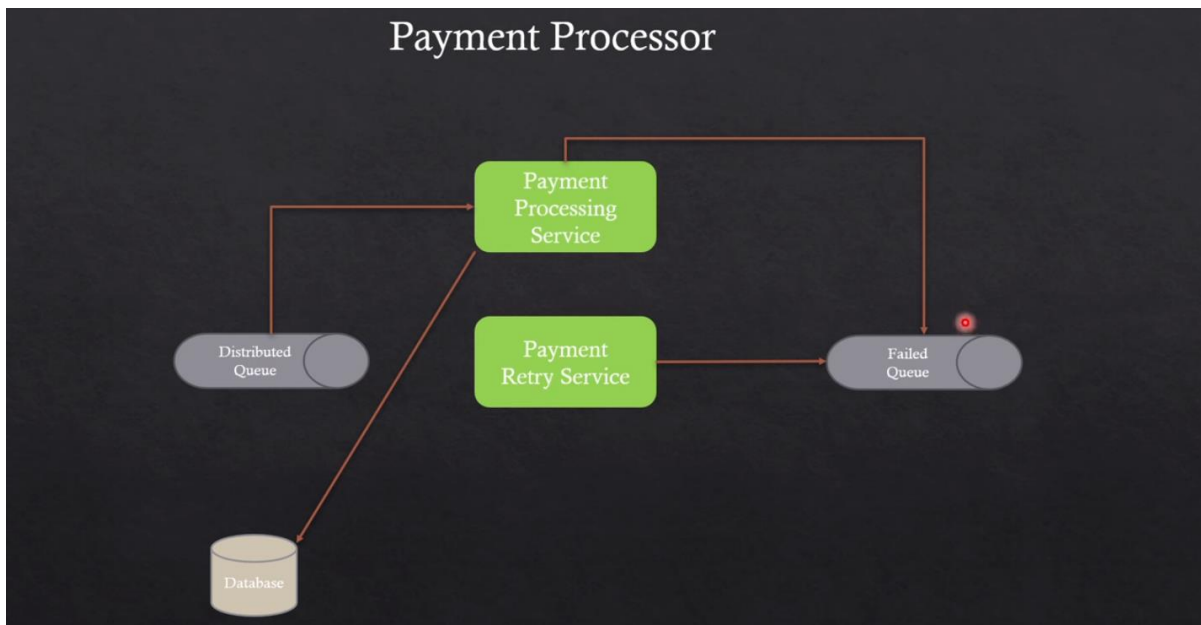 Payment Processor
Payment
Processing
Service
Distributed
Queue
Payment
Retry Service
Failed
Queue
Database